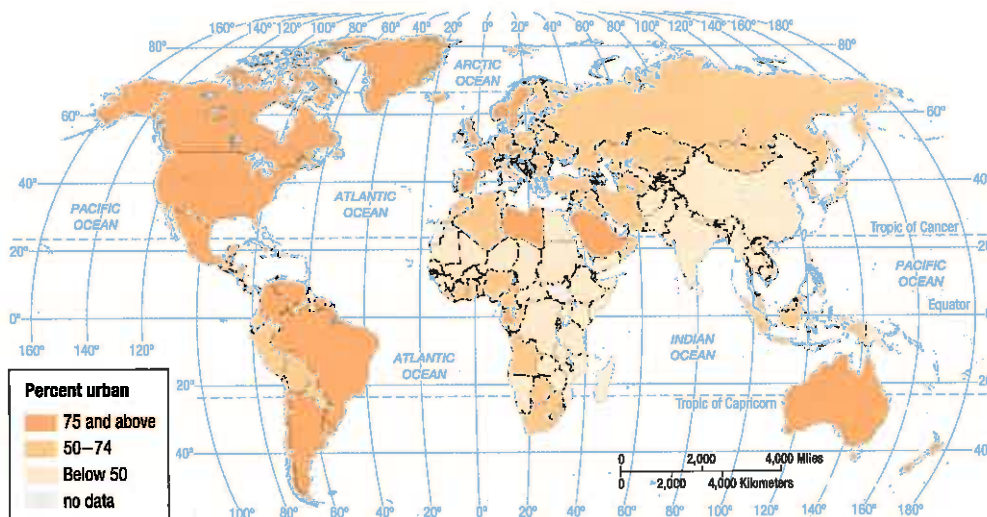 160° 140° 120° 100° 80° 60° 40° 20° 0° 20° 40° 60° 80° 100° 120° 140° 160°
80° 80°
ARCTIC
OCEAN
60° 60°
40° 40°
PACIFIC
OCEAN
ATLANTIC
OCEAN
20°
Tropic of Cancer
20°
PACIFIC
OCEAN
Equator
0° 0°
160° 140° 120°
INDIAN
OCEAN
ATLANTIC
OCEAN
20° 20°
Tropic of Capricorn
40° 40°
0 2,000 4,000 Miles
0 2,000 4,000 Kilometers
100° 80° 60° 40° 20° 0° 20° 40° 60° 80° 100° 120° 140° 160° 180°
Percent urban
75 and above
50–74
Below 50
no data